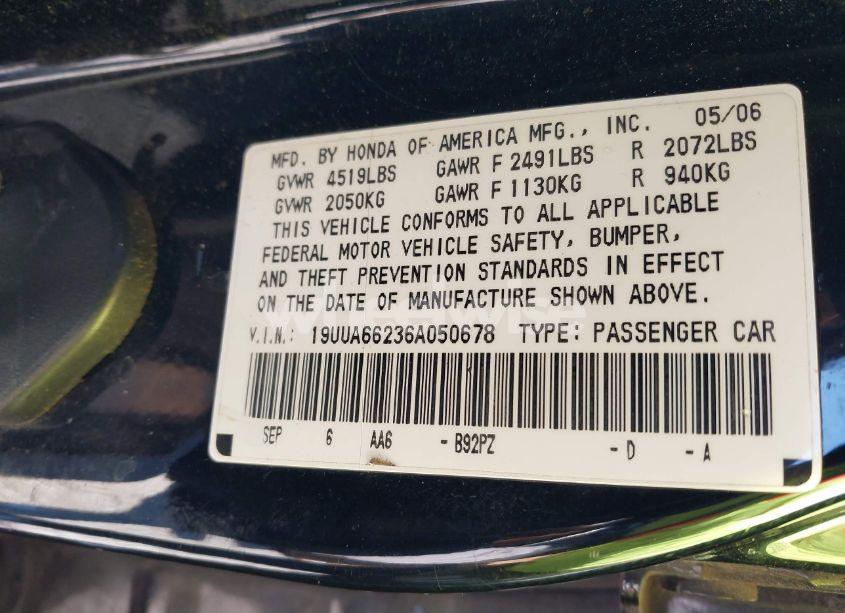 MFD. BY HONDA OF AMERICA MFG., INC. 05/06
GVWR 4519LBS GAWR F 2491LBS R 2072LBS
GVWR 2050KG GAWR F 1130KG R 940KG
THIS VEHICLE CONFORMS TO ALL APPLICABLE
FEDERAL MOTOR VEHICLE SAFETY, BUMPER,
AND THEFT PREVENTION STANDARDS IN EFFECT
ON THE DATE OF MANUFACTURE SHOWN ABOVE.
V.I.N.: 19UUA66236A050678 TYPE: PASSENGER CAR
SEP 6 AA6 - B92PZ - D - A